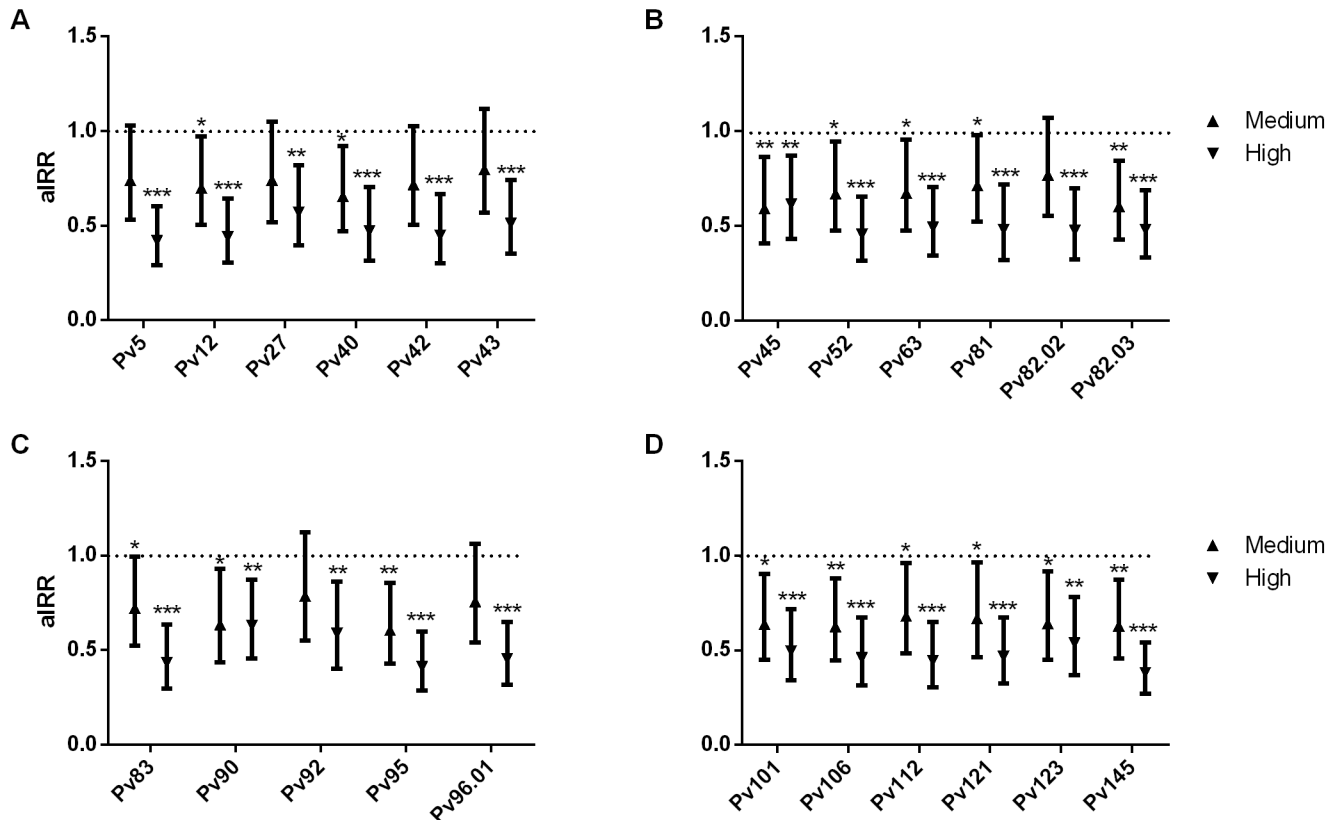 A
B
1.5
1.0
0.5
0.0
aIRR
* *** *** ** * *** *** ***
Pv5 Pv12 Pv27 Pv40 Pv42 Pv43
1.5
1.0
0.5
0.0
** ** * *** * *** * *** *** ** ***
Pv45 Pv52 Pv63 Pv81 Pv82.02 Pv82.03
Medium
High
C
D
1.5
1.0
0.5
0.0
aIRR
* *** * ** ** ** *** ***
Pv83 Pv90 Pv92 Pv95 Pv96.01
1.5
1.0
0.5
0.0
* *** ** *** * *** * *** * ** ** ***
Pv101 Pv106 Pv112 Pv121 Pv123 Pv145
Medium
High